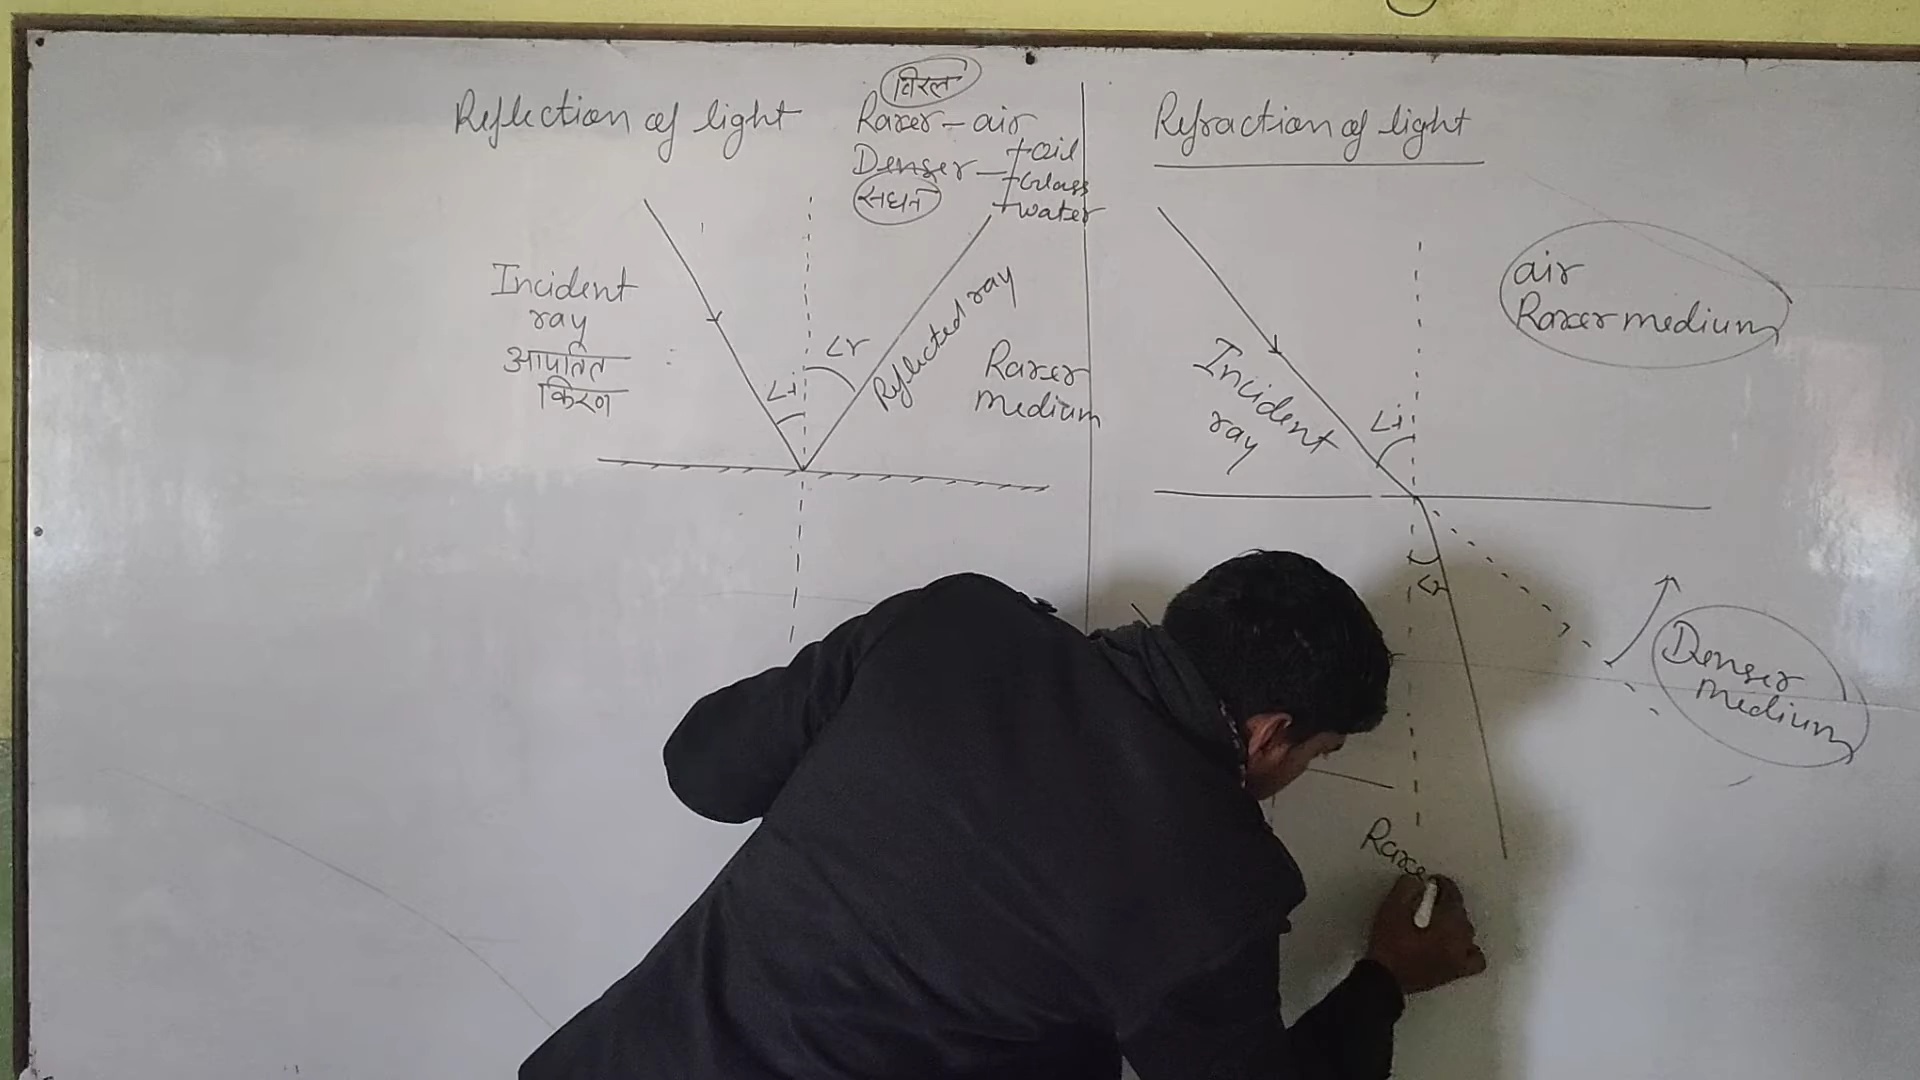 Reflection of light
विरल
Rarer - air
Denser - + oil
+ Glass
+ water
सघन
Incident
ray
आपतित
किरण
<i
<r
Reflected ray
Rarer
medium
Refraction of light
air
Rarer medium
Incident
ray
<i
<r
Denser
medium
Rarer